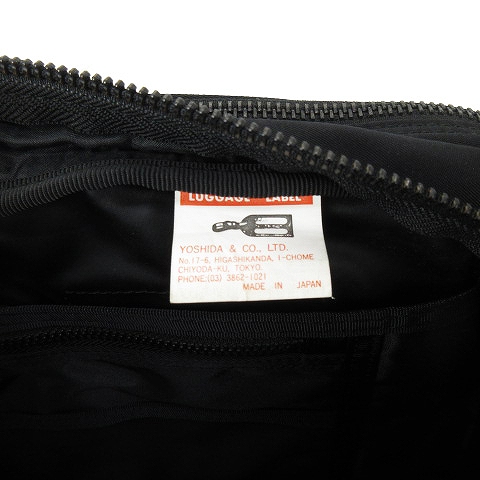 LUGGAGE LABEL
YOSHIDA & CO., LTD.
No.17-6, HIGASHIKANDA, 1-CHOME
CHIYODA-KU, TOKYO.
PHONE:(03) 3862-1021
MADE IN JAPAN